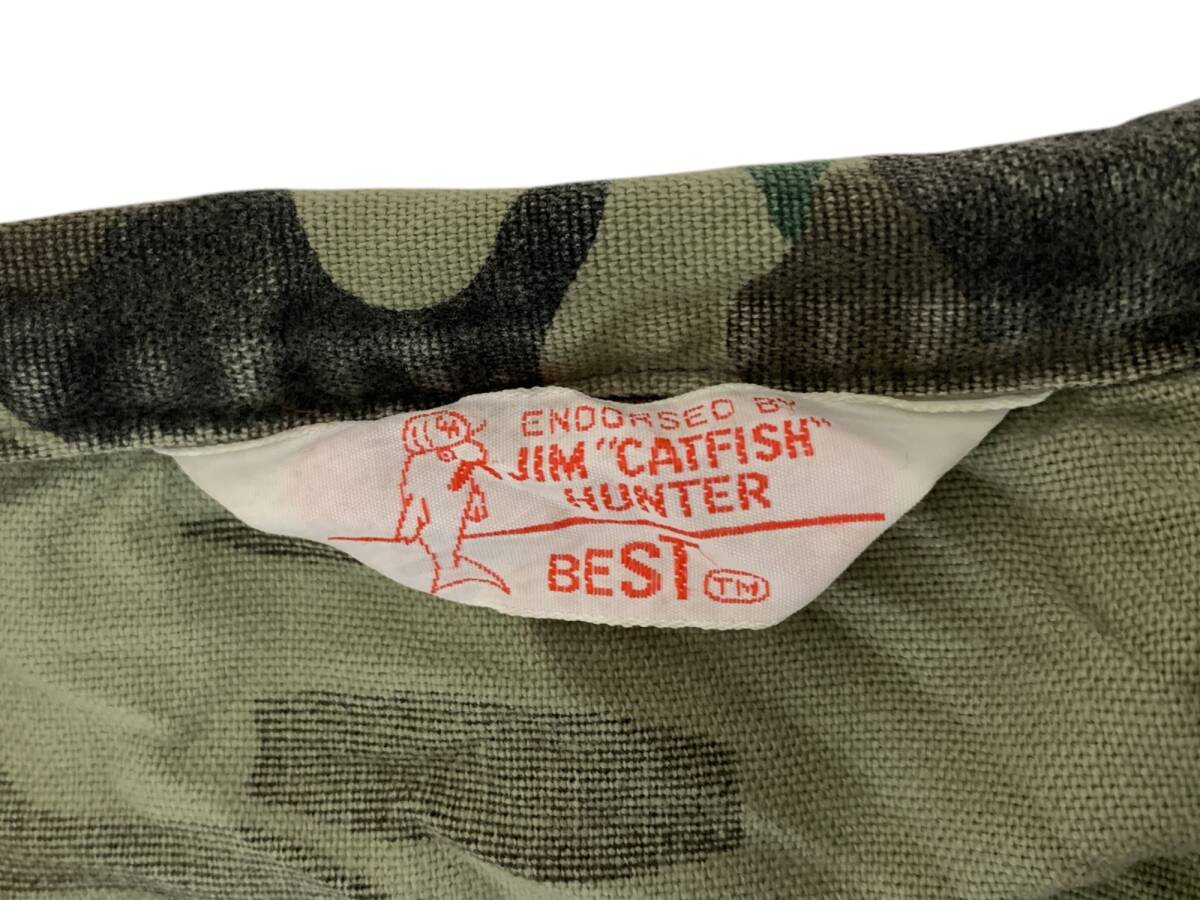 ENDORSED BY
JIM "CATFISH"
HUNTER
BEST TM